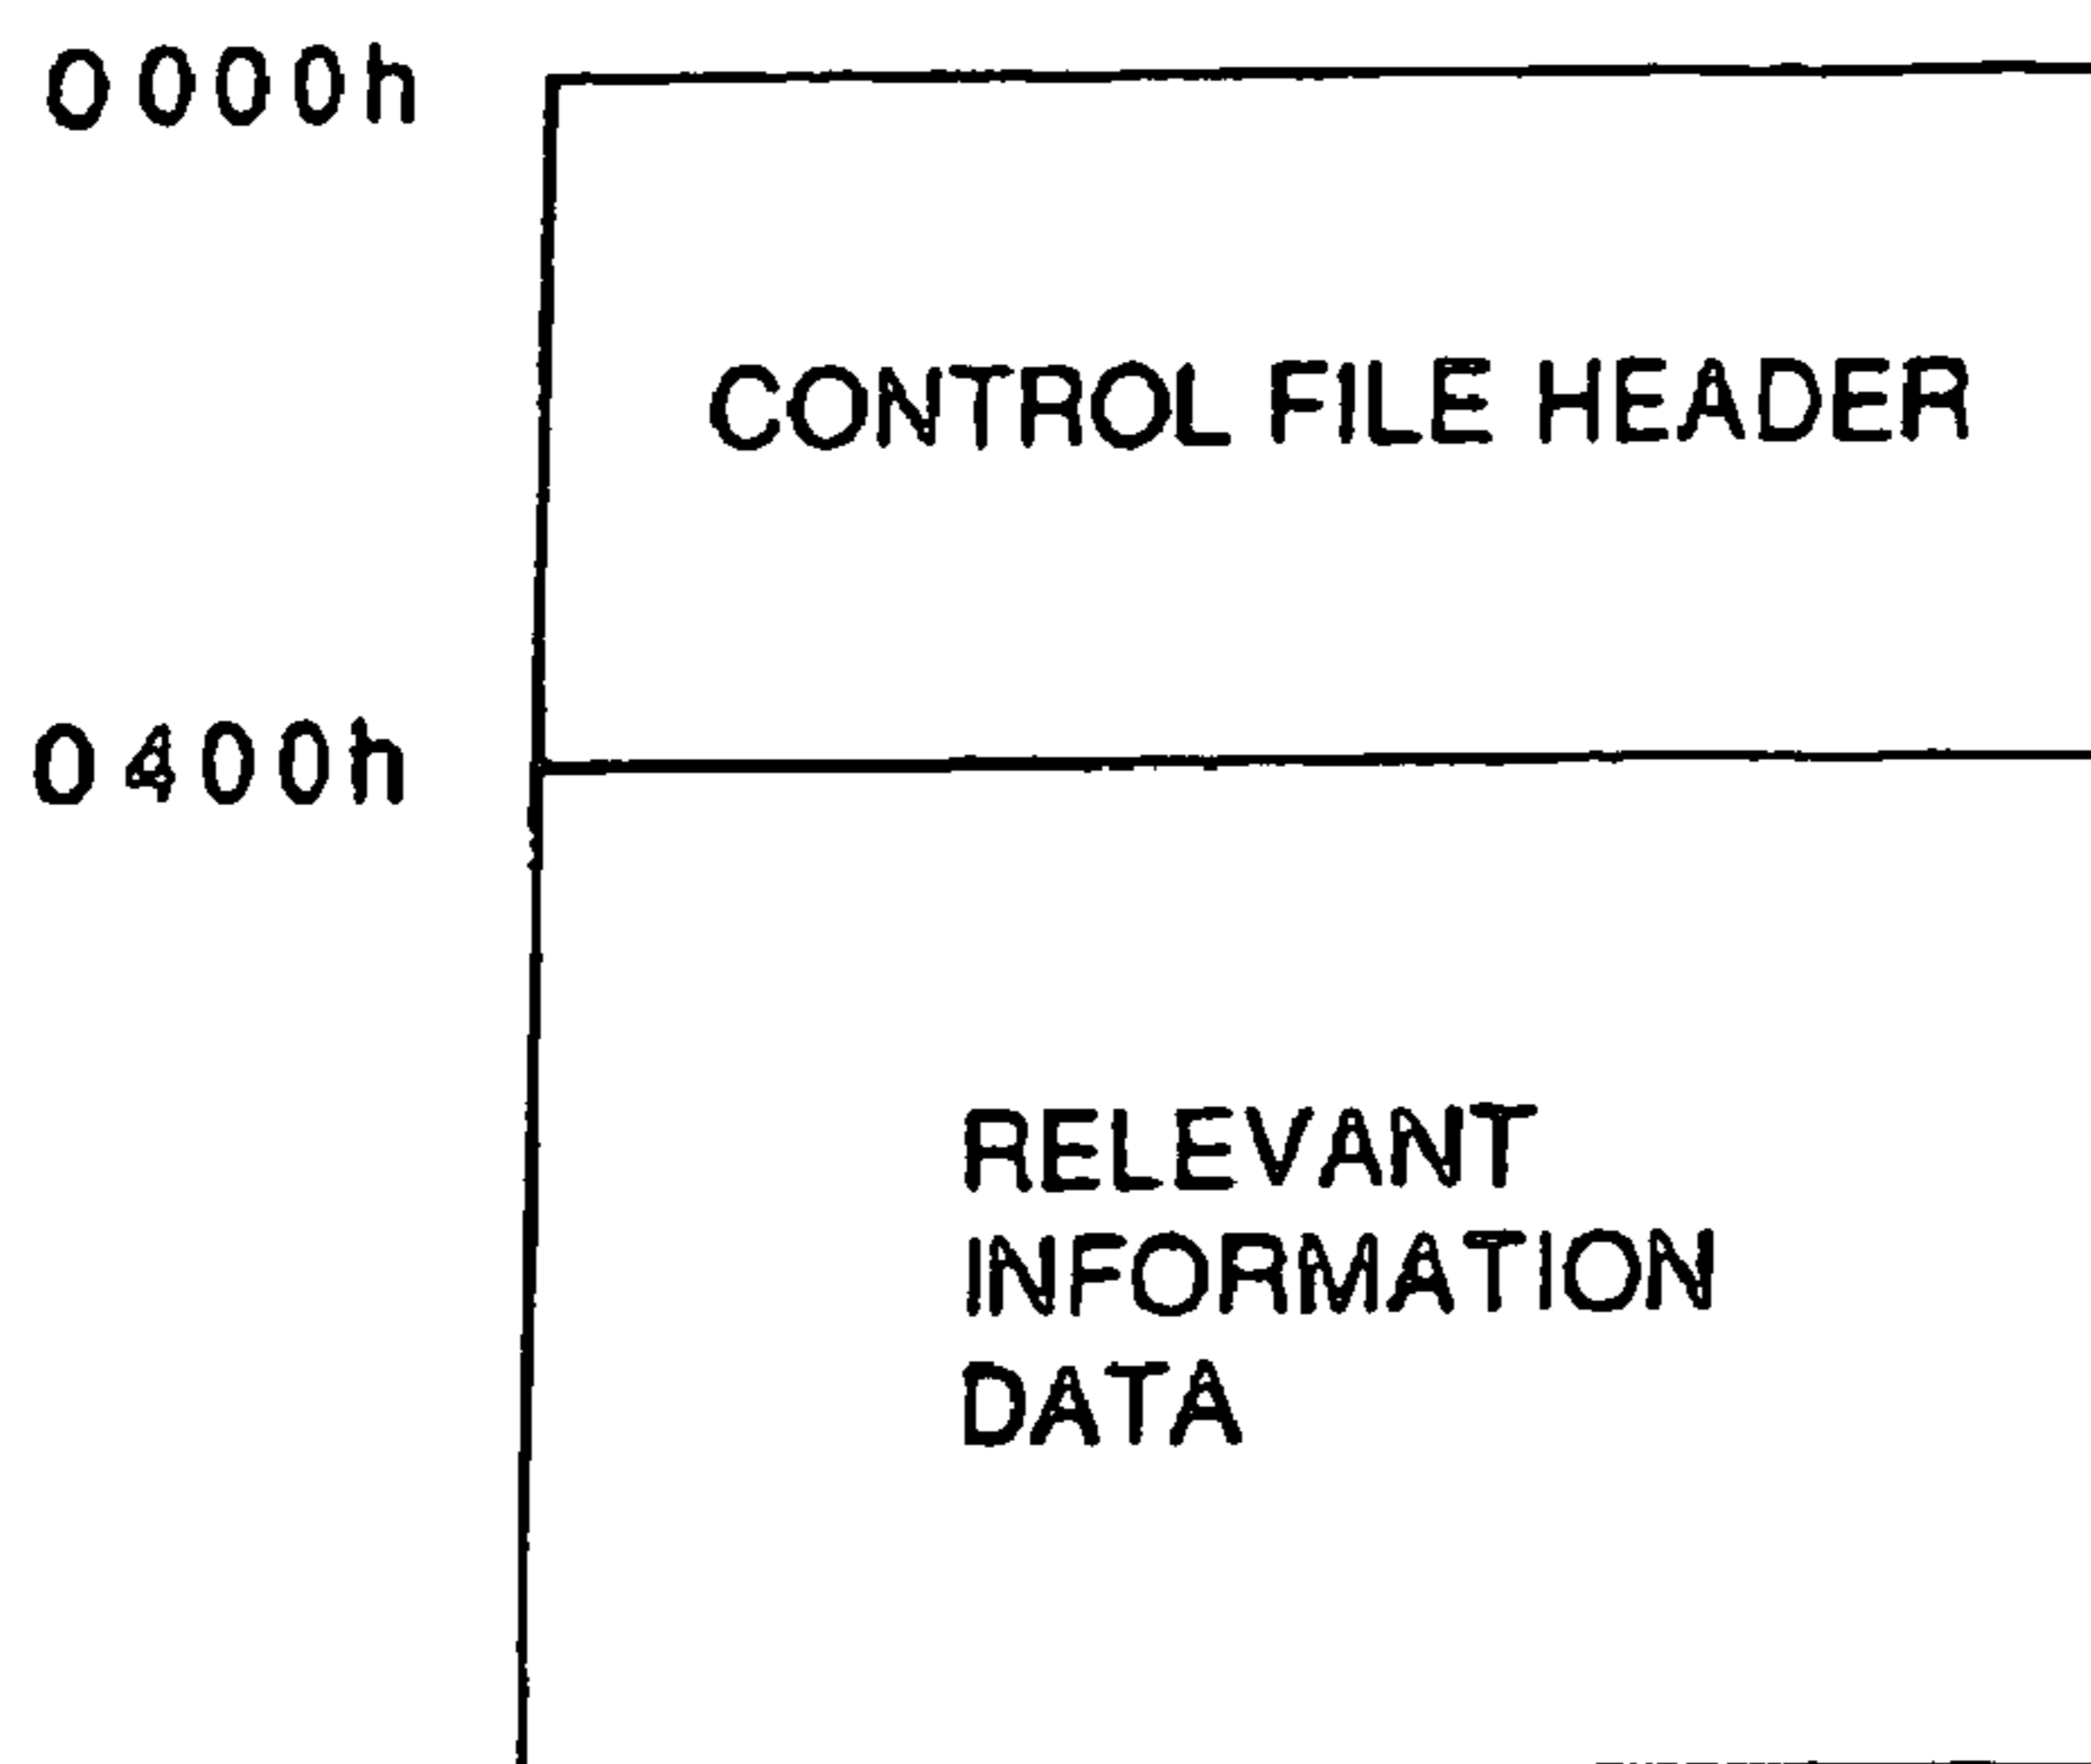 0000h
CONTROL FILE HEADER
0400h
RELEVANT
INFORMATION
DATA